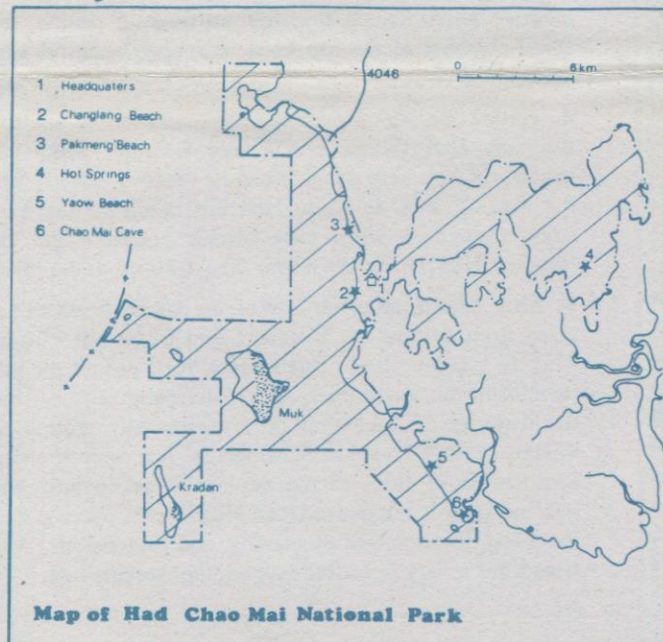 4046
0 6 km
1 Headquaters
2 Changlang Beach
3 Pakmeng Beach
4 Hot Springs
5 Yaow Beach
6 Chao Mai Cave
3
4
1
2
Muk
5
Kradan
6
Map of Had Chao Mai National Park